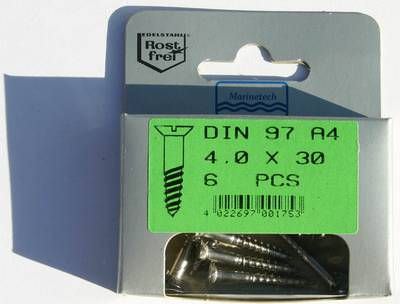 EDELSTAHL
Rost
frei
Marinetech
DIN 97 A4
4.0 X 30
6 PCS
4 022697 001753